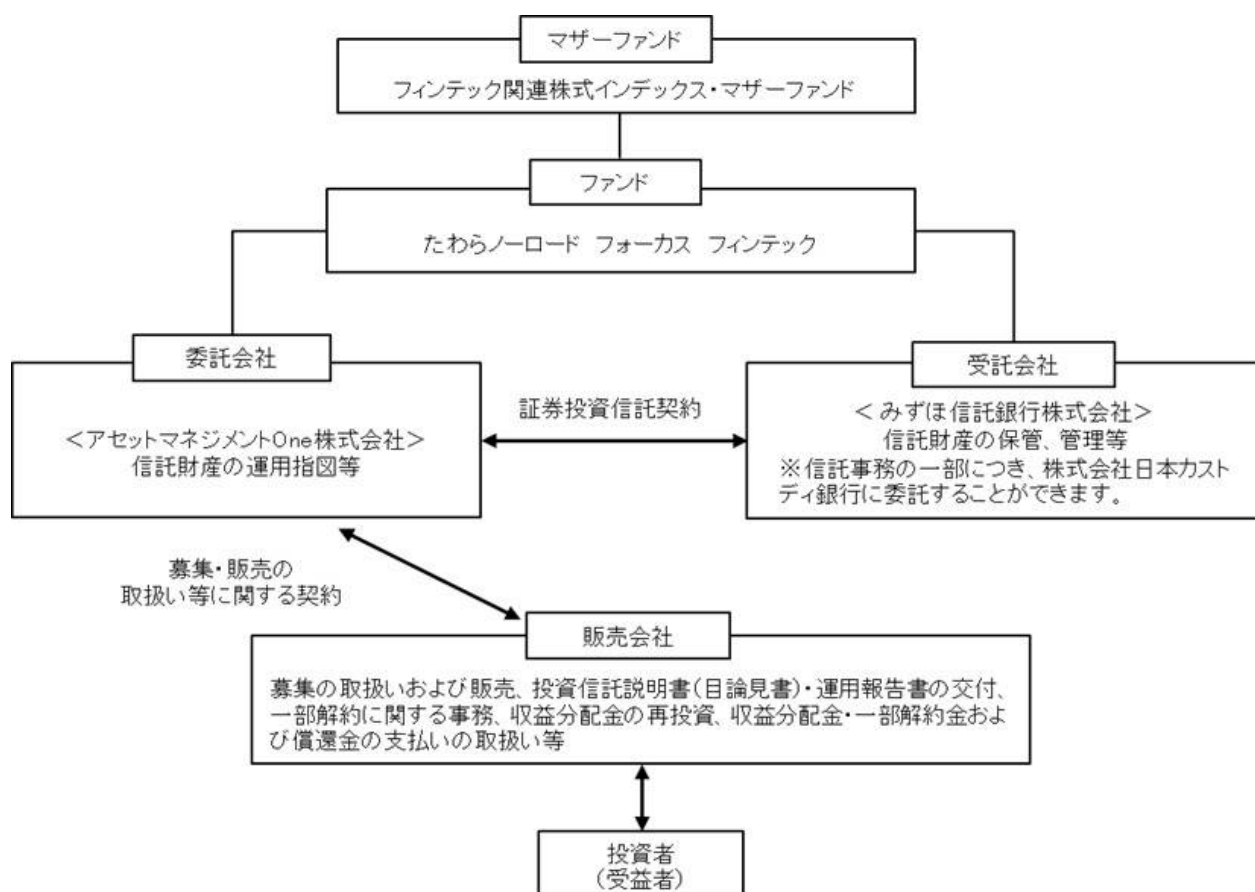 マザーファンド
フィンテック関連株式インデックス・マザーファンド
ファンド
たわらノーロード フォーカス フィンテック
委託会社
<アセットマネジメントOne株式会社>
信託財産の運用指図等
証券投資信託契約
受託会社
<みずほ信託銀行株式会社>
信託財産の保管、管理等
※信託事務の一部につき、株式会社日本カスト
ディ銀行に委託することができます。
募集・販売の
取扱い等に関する契約
販売会社
募集の取扱いおよび販売、投資信託説明書(目論見書)・運用報告書の交付、
一部解約に関する事務、収益分配金の再投資、収益分配金・一部解約金およ
び償還金の支払いの取扱い等
投資者
(受益者)